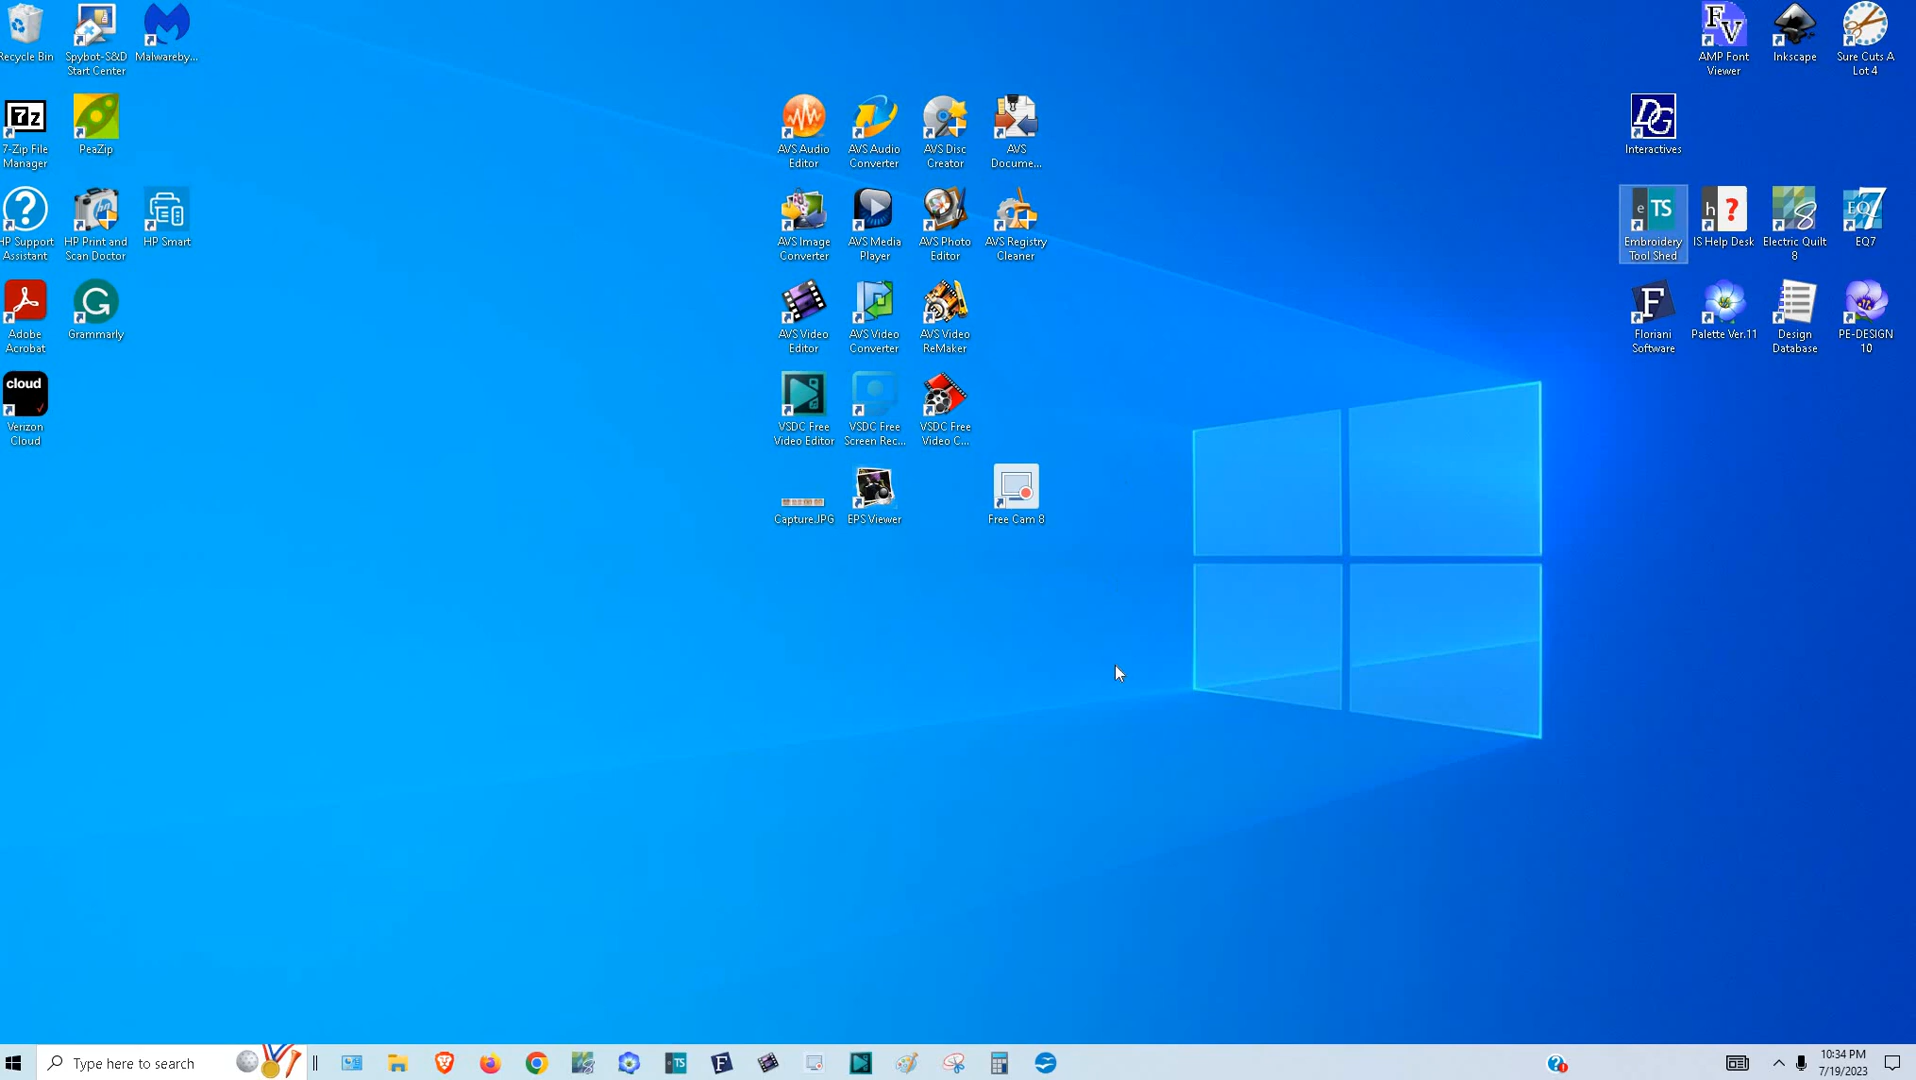 Recycle Bin
Spybot-S&D
Start Center
Malwareby...
AMP Font
Viewer
Inkscape
Sure Cuts A
Lot 4
7-Zip File
Manager
PeaZip
AVS Audio
Editor
AVS Audio
Converter
AVS Disc
Creator
AVS
Docume...
Interactives
HP Support
Assistant
HP Print and
Scan Doctor
HP Smart
AVS Image
Converter
AVS Media
Player
AVS Photo
Editor
AVS Registry
Cleaner
Embroidery
Tool Shed
IS Help Desk
Electric Quilt
8
EQ7
Adobe
Acrobat
Grammarly
AVS Video
Editor
AVS Video
Converter
AVS Video
ReMaker
Floriani
Software
Palette Ver.11
Design
Database
PE-DESIGN
10
cloud
Verizon
Cloud
VSDC Free
Video Editor
VSDC Free
Screen Rec...
VSDC Free
Video C...
Capture.JPG
EPS Viewer
Free Cam 8
Type here to search
10:34 PM
7/19/2023